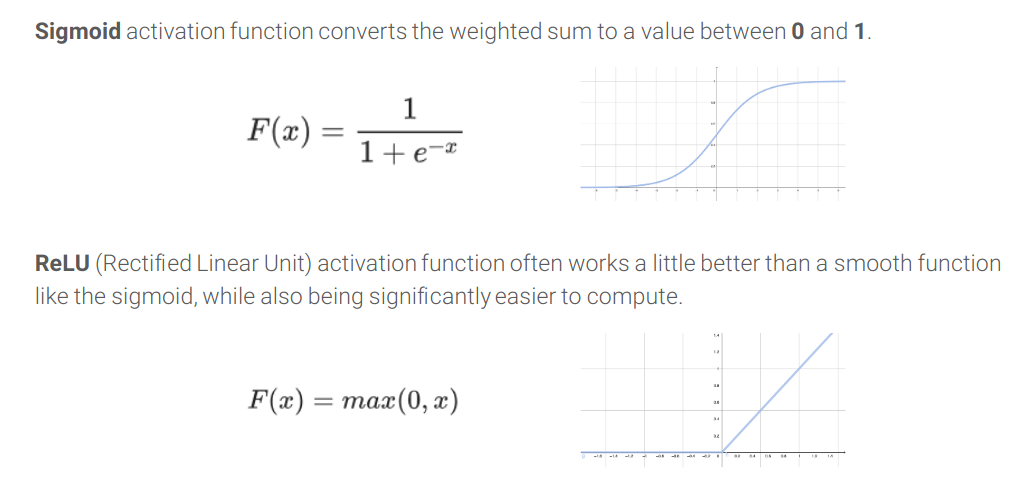 Sigmoid activation function converts the weighted sum to a value between 0 and 1.
F(x) = 1 / (1 + e^{-x})
ReLU (Rectified Linear Unit) activation function often works a little better than a smooth function
like the sigmoid, while also being significantly easier to compute.
F(x) = max(0, x)